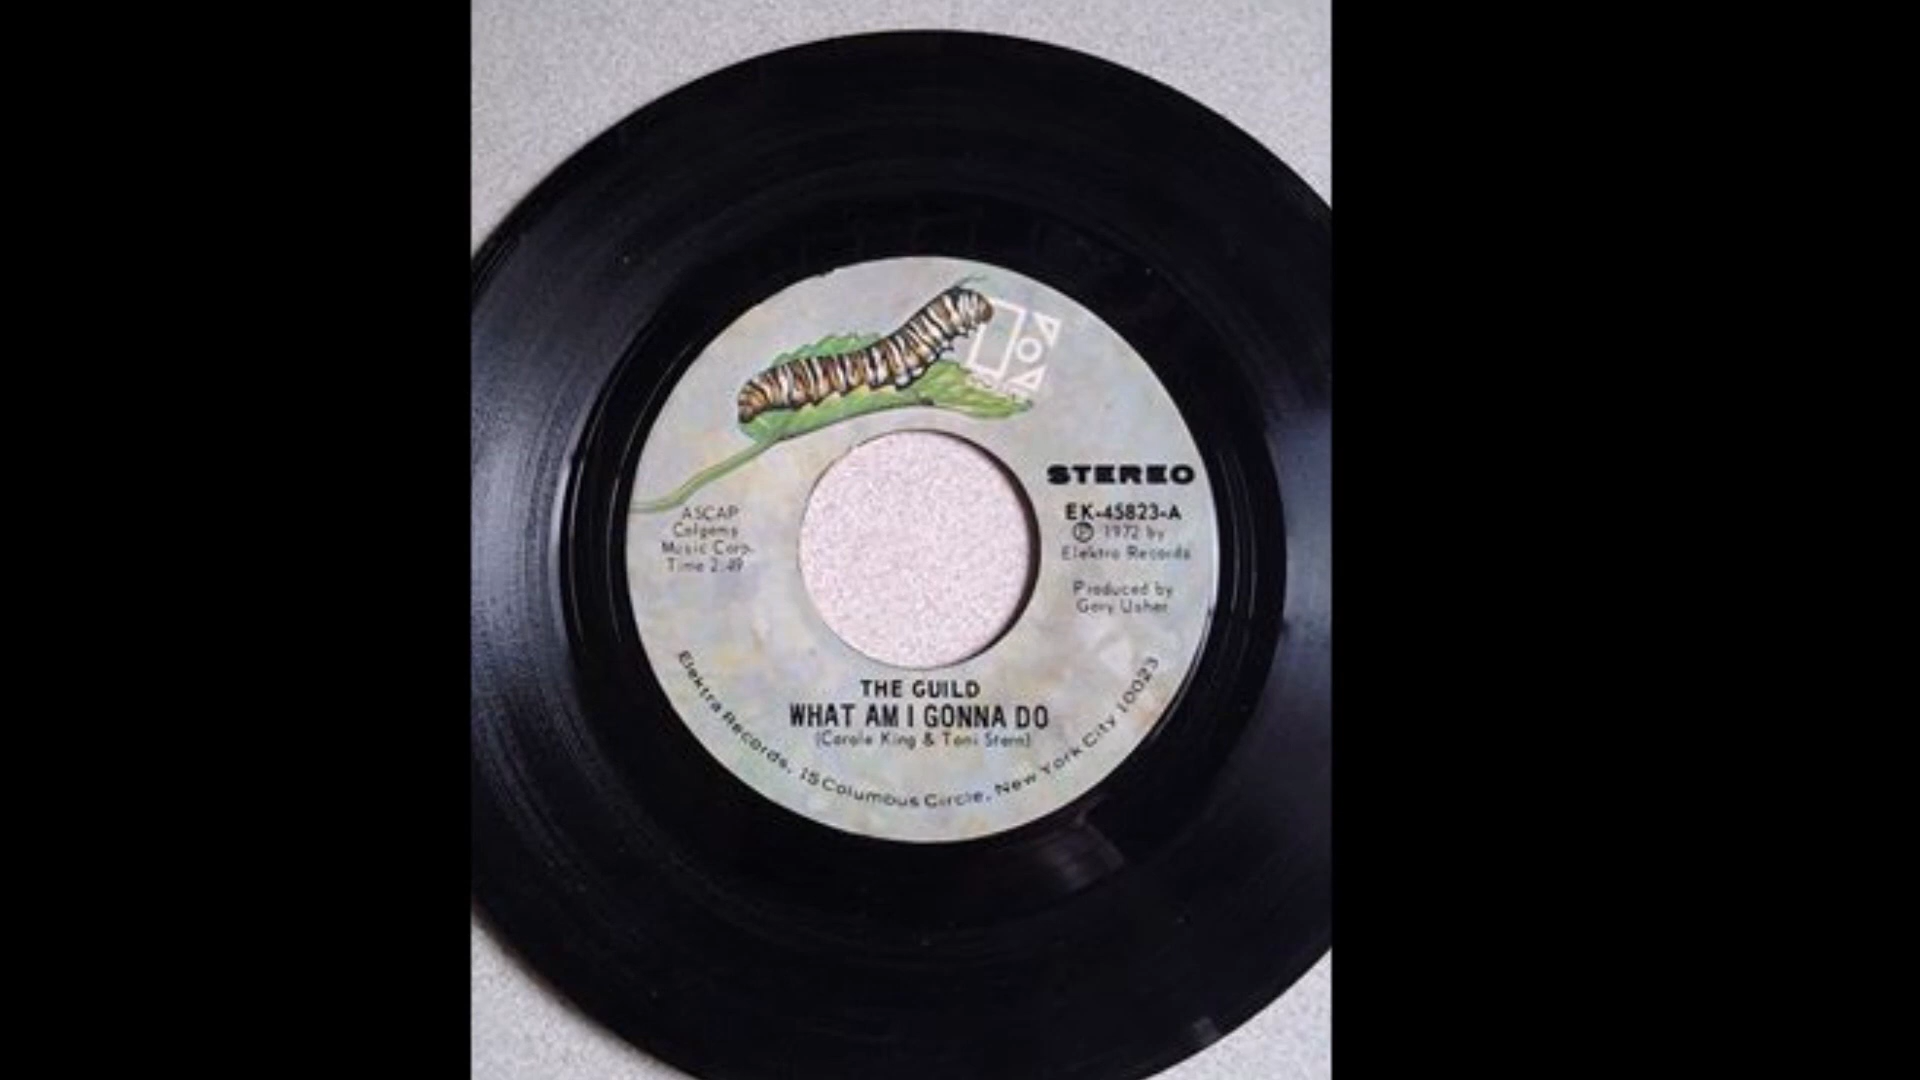 STEREO
ASCAP
Colgems
Music Corp.
Time 2:49
EK-45823-A
Ⓟ 1972 by
Elektra Records
Produced by
Gary Usher
THE GUILD
WHAT AM I GONNA DO
(Carole King & Toni Stern)
Elektra Records, 15 Columbus Circle, New York City 10023